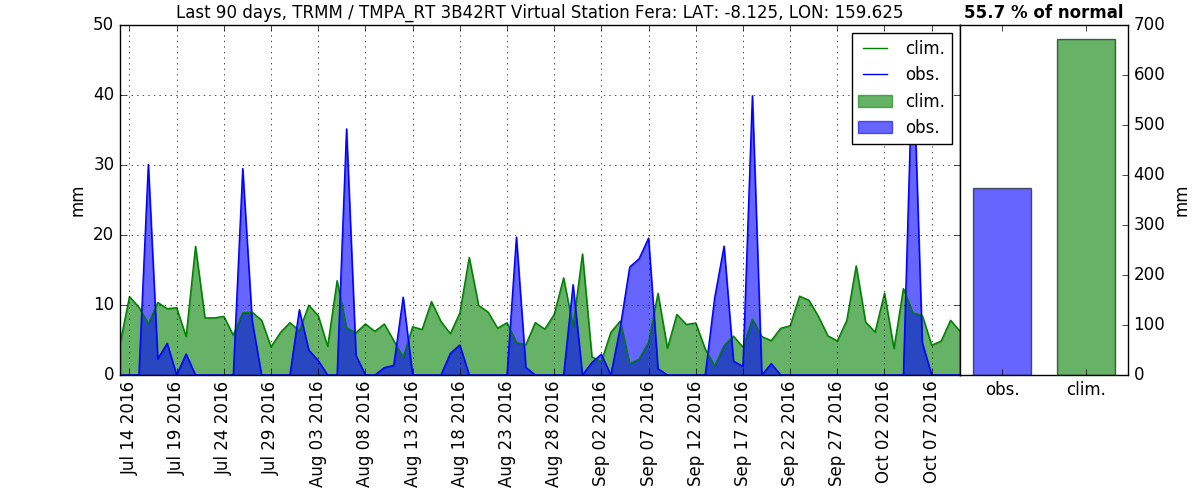 Last 90 days, TRMM / TMPA_RT 3B42RT Virtual Station Fera: LAT: -8.125, LON: 159.625
55.7 % of normal
50
40
30
20
10
0
mm
clim.
obs.
clim.
obs.
700
600
500
400
300
200
100
0
mm
obs.
clim.
Jul 14 2016
Jul 19 2016
Jul 24 2016
Jul 29 2016
Aug 03 2016
Aug 08 2016
Aug 13 2016
Aug 18 2016
Aug 23 2016
Aug 28 2016
Sep 02 2016
Sep 07 2016
Sep 12 2016
Sep 17 2016
Sep 22 2016
Sep 27 2016
Oct 02 2016
Oct 07 2016